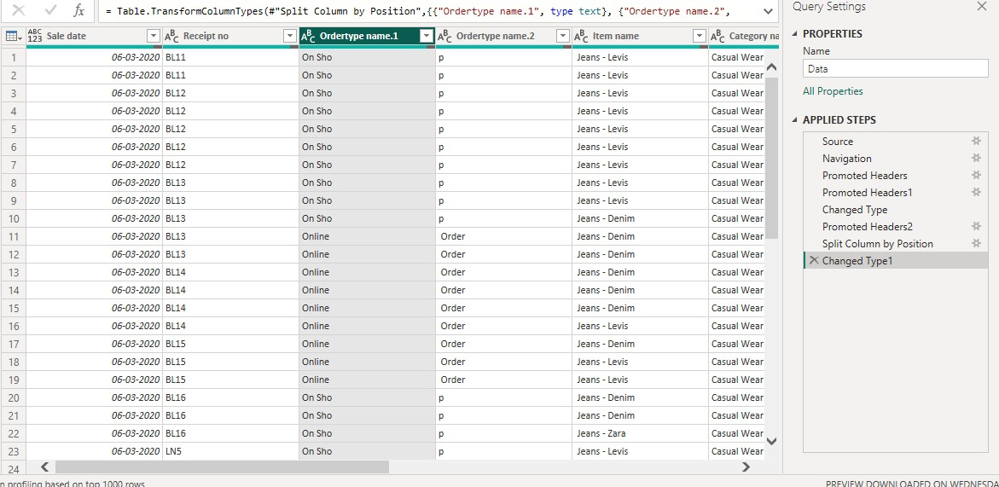 = Table.TransformColumnTypes(#"Split Column by Position",{{"Ordertype name.1", type text}, {"Ordertype name.2",
Query Settings
ABC 123 Sale date ABC Receipt no ABC Ordertype name.1 ABC Ordertype name.2 ABC Item name ABC Category na
1 06-03-2020 BL11 On Sho p Jeans - Levis Casual Wear
2 06-03-2020 BL11 On Sho p Jeans - Levis Casual Wear
3 06-03-2020 BL12 On Sho p Jeans - Levis Casual Wear
4 06-03-2020 BL12 On Sho p Jeans - Levis Casual Wear
5 06-03-2020 BL12 On Sho p Jeans - Levis Casual Wear
6 06-03-2020 BL12 On Sho p Jeans - Levis Casual Wear
7 06-03-2020 BL12 On Sho p Jeans - Levis Casual Wear
8 06-03-2020 BL13 On Sho p Jeans - Levis Casual Wear
9 06-03-2020 BL13 On Sho p Jeans - Levis Casual Wear
10 06-03-2020 BL13 On Sho p Jeans - Denim Casual Wear
11 06-03-2020 BL13 Online Order Jeans - Denim Casual Wear
12 06-03-2020 BL13 Online Order Jeans - Denim Casual Wear
13 06-03-2020 BL14 Online Order Jeans - Denim Casual Wear
14 06-03-2020 BL14 Online Order Jeans - Denim Casual Wear
15 06-03-2020 BL14 Online Order Jeans - Denim Casual Wear
16 06-03-2020 BL14 Online Order Jeans - Levis Casual Wear
17 06-03-2020 BL15 Online Order Jeans - Denim Casual Wear
18 06-03-2020 BL15 Online Order Jeans - Levis Casual Wear
19 06-03-2020 BL15 Online Order Jeans - Levis Casual Wear
20 06-03-2020 BL16 On Sho p Jeans - Denim Casual Wear
21 06-03-2020 BL16 On Sho p Jeans - Denim Casual Wear
22 06-03-2020 BL16 On Sho p Jeans - Zara Casual Wear
23 06-03-2020 LN5 On Sho p Jeans - Levis Casual Wear
24
n profiling based on top 1000 rows
PROPERTIES
Name
Data
All Properties
APPLIED STEPS
Source
Navigation
Promoted Headers
Promoted Headers1
Changed Type
Promoted Headers2
Split Column by Position
Changed Type1
PREVIEW DOWNLOADED ON WEDNESDA